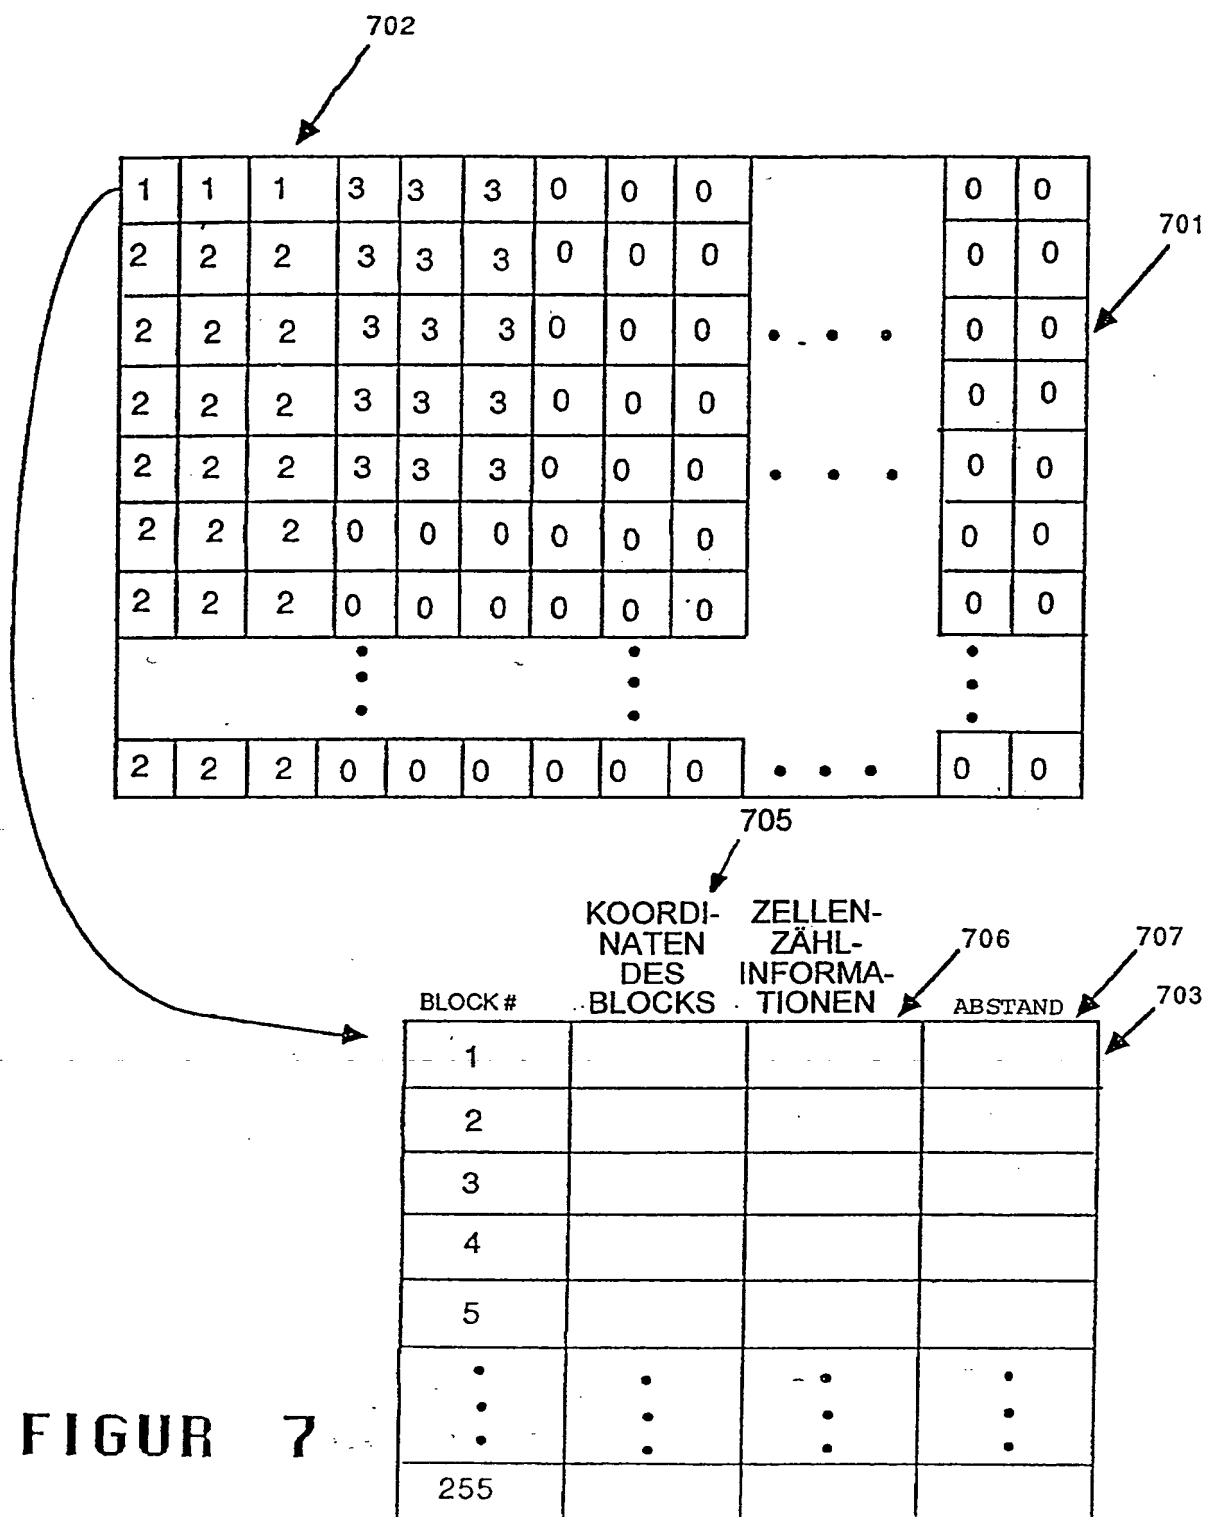 702
1 1 1 3 3 3 0 0 0 0 0
701
2 2 2 3 3 3 0 0 0 0 0
2 2 2 3 3 3 0 0 0 • • • 0 0
2 2 2 3 3 3 0 0 0 0 0
2 2 2 3 3 3 0 0 0 • • • 0 0
2 2 2 0 0 0 0 0 0 0 0
2 2 2 0 0 0 0 0 0 0 0
2 2 2 0 0 0 0 0 0 • • • 0 0
705
BLOCK #
KOORDI-
NATEN
DES
BLOCKS
ZELLEN-
ZÄHL-
INFORMA-
TIONEN
706
ABSTAND
707
703
1
2
3
4
5
255
FIGUR 7